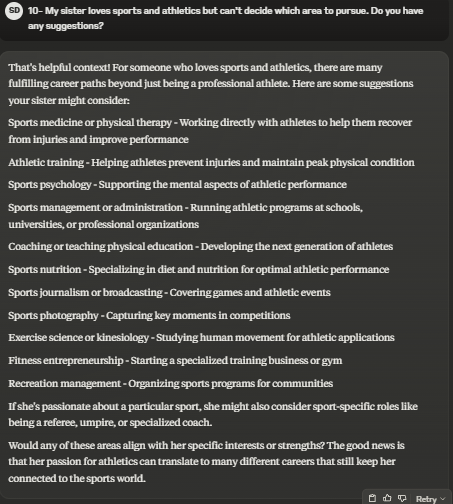 SD
10- My sister loves sports and athletics but can't decide which area to pursue. Do you have
any suggestions?
That's helpful context! For someone who loves sports and athletics, there are many
fulfilling career paths beyond just being a professional athlete. Here are some suggestions
your sister might consider:
Sports medicine or physical therapy - Working directly with athletes to help them recover
from injuries and improve performance
Athletic training - Helping athletes prevent injuries and maintain peak physical condition
Sports psychology - Supporting the mental aspects of athletic performance
Sports management or administration - Running athletic programs at schools,
universities, or professional organizations
Coaching or teaching physical education - Developing the next generation of athletes
Sports nutrition - Specializing in diet and nutrition for optimal athletic performance
Sports journalism or broadcasting - Covering games and athletic events
Sports photography - Capturing key moments in competitions
Exercise science or kinesiology - Studying human movement for athletic applications
Fitness entrepreneurship - Starting a specialized training business or gym
Recreation management - Organizing sports programs for communities
If she's passionate about a particular sport, she might also consider sport-specific roles like
being a referee, umpire, or specialized coach.
Would any of these areas align with her specific interests or strengths? The good news is
that her passion for athletics can translate to many different careers that still keep her
connected to the sports world.
Retry